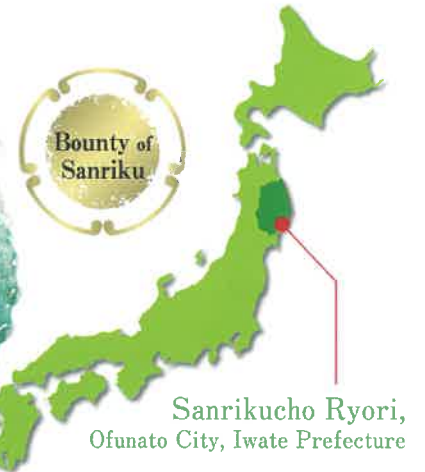 Bounty of
Sanriku
Sanrikucho Ryori,
Ofunato City, Iwate Prefecture